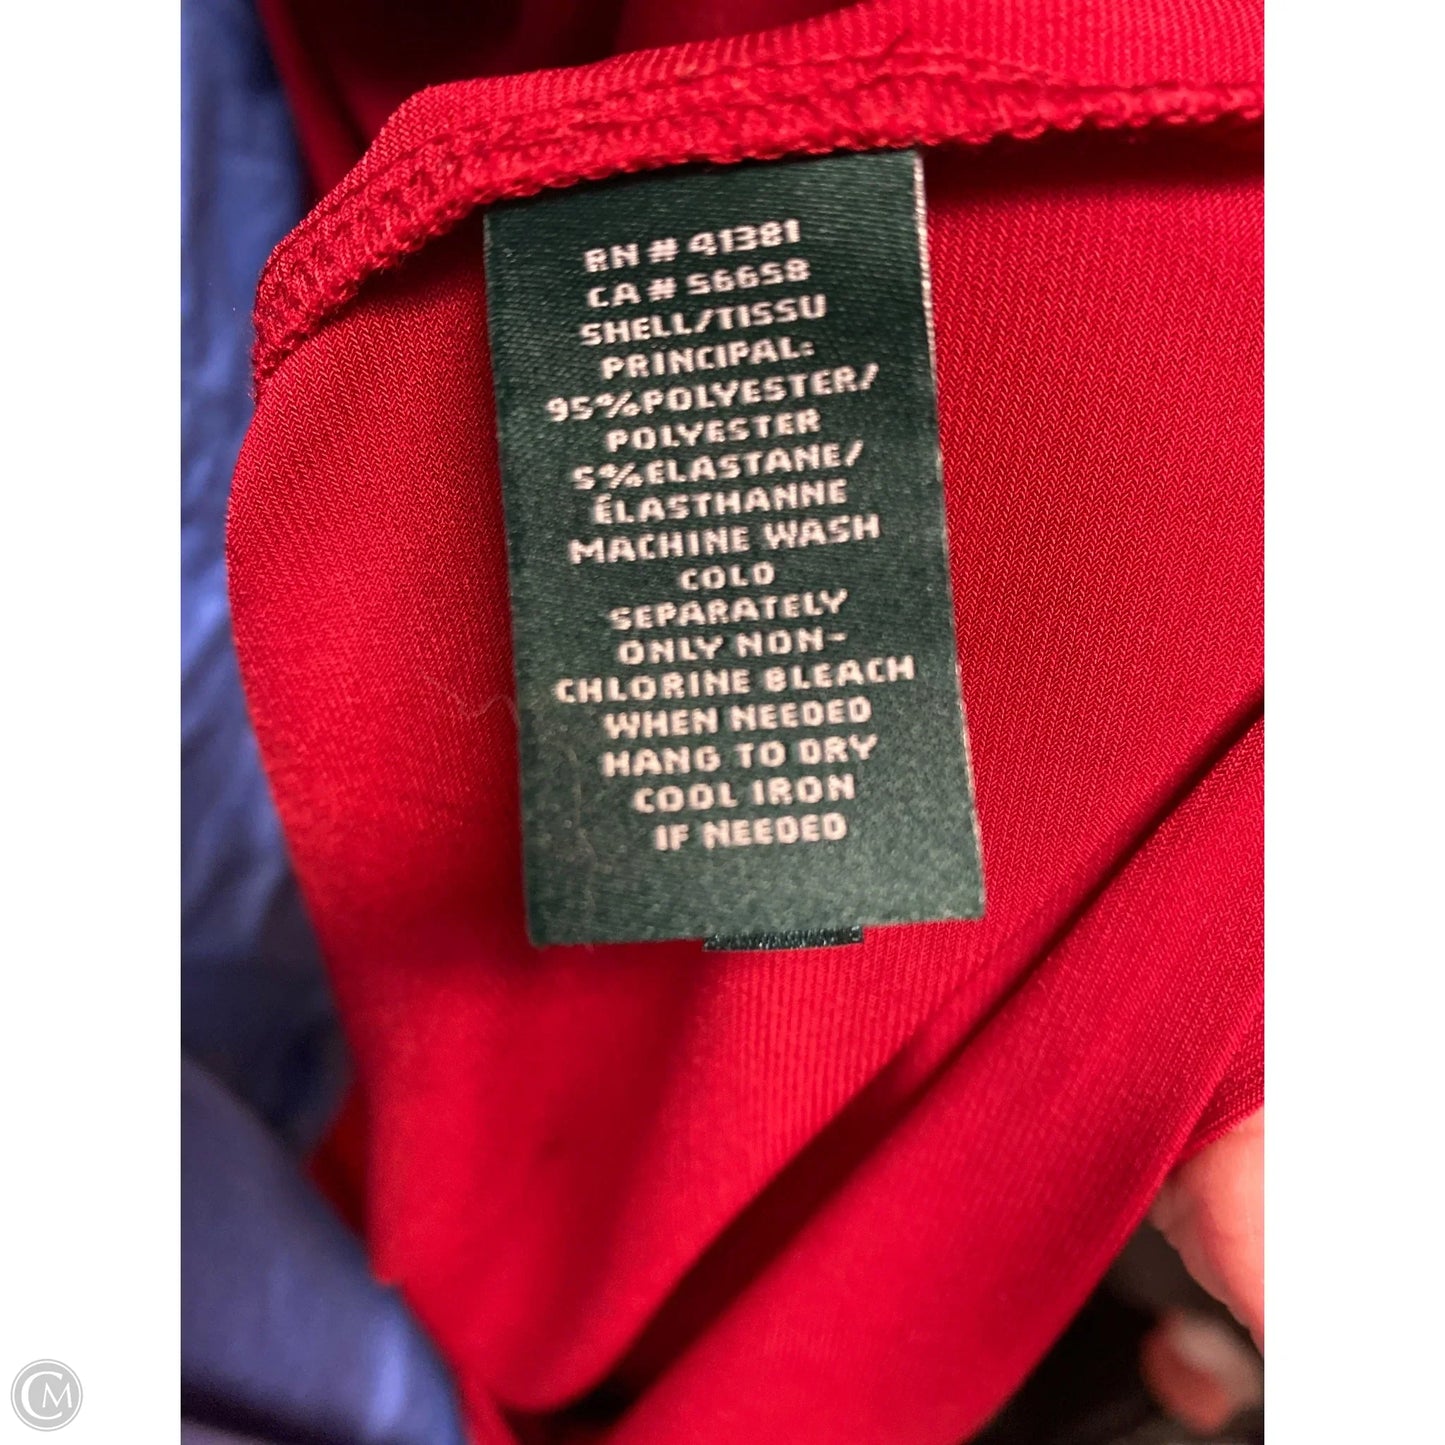 RN # 41381
CA # 56658
SHELL/TISSU
PRINCIPAL:
95%POLYESTER/
POLYESTER
5%ELASTANE/
ÉLASTHANNE
MACHINE WASH
COLD
SEPARATELY
ONLY NON-
CHLORINE BLEACH
WHEN NEEDED
HANG TO DRY
COOL IRON
IF NEEDED
CM